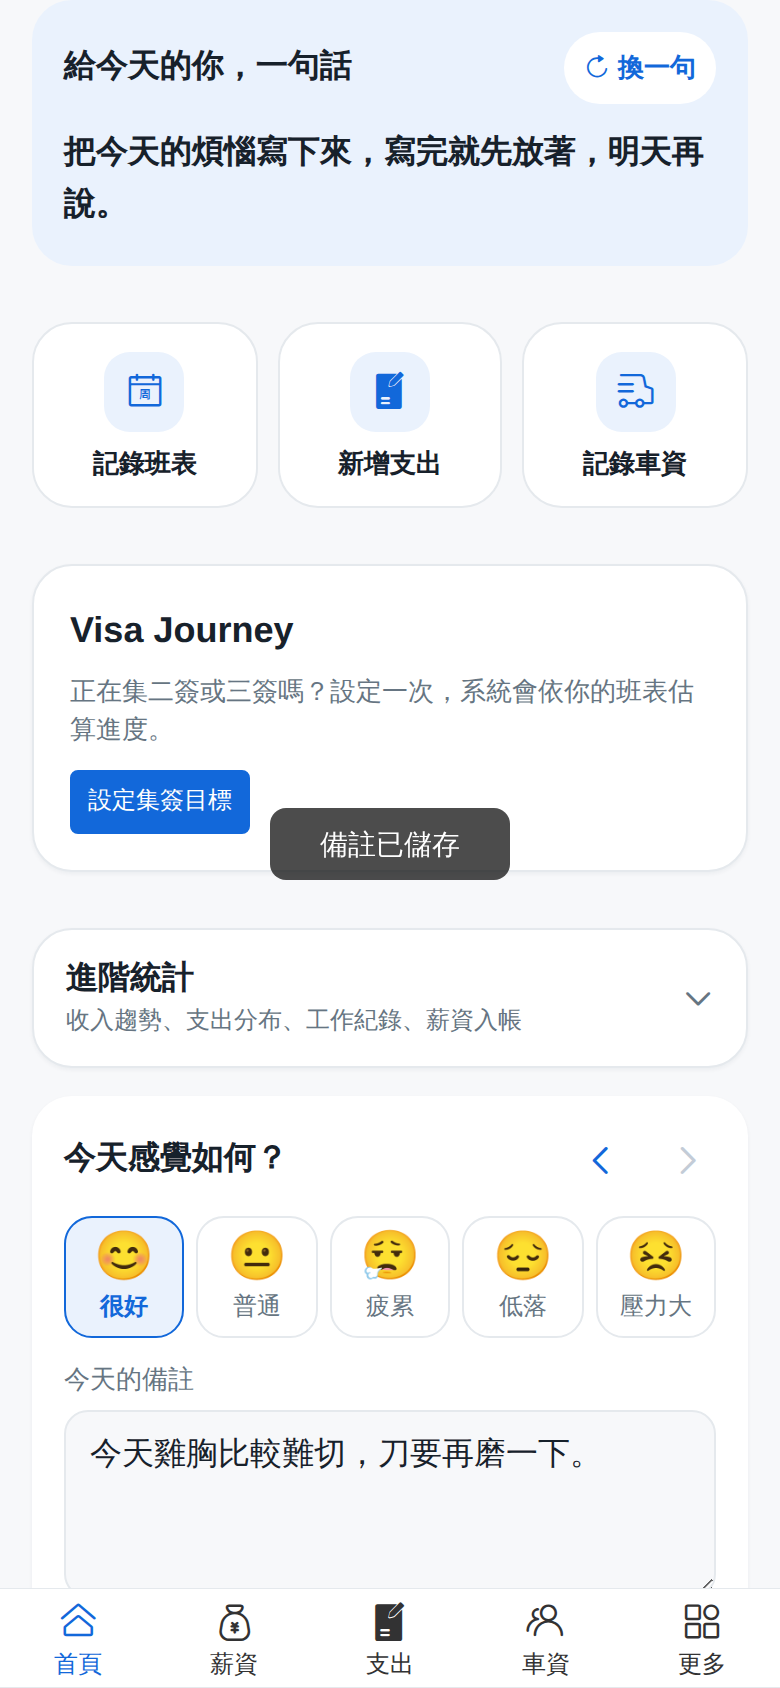 給今天的你，一句話
換一句
把今天的煩惱寫下來，寫完就先放著，明天再
說。
周
記錄班表
新增支出
記錄車資
Visa Journey
正在集二簽或三簽嗎？設定一次，系統會依你的班表估
算進度。
設定集簽目標
備註已儲存
進階統計
收入趨勢、支出分布、工作紀錄、薪資入帳
今天感覺如何？
很好
普通
疲累
低落
壓力大
今天的備註
今天雞胸比較難切，刀要再磨一下。
¥
首頁
薪資
支出
車資
更多